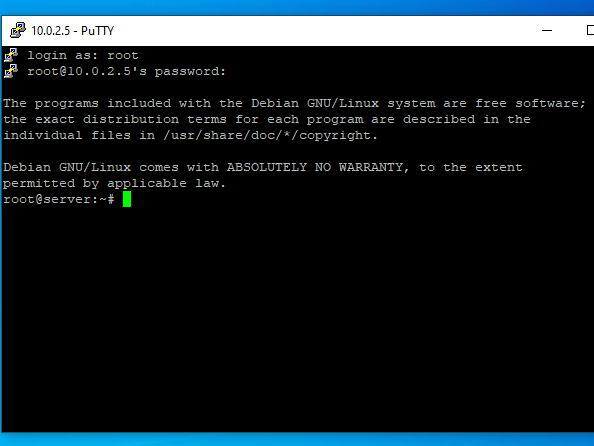 10.0.2.5 - PuTTY
login as: root
root@10.0.2.5's password:
The programs included with the Debian GNU/Linux system are free software;
the exact distribution terms for each program are described in the
individual files in /usr/share/doc/*/copyright.
Debian GNU/Linux comes with ABSOLUTELY NO WARRANTY, to the extent
permitted by applicable law.
root@server:~#